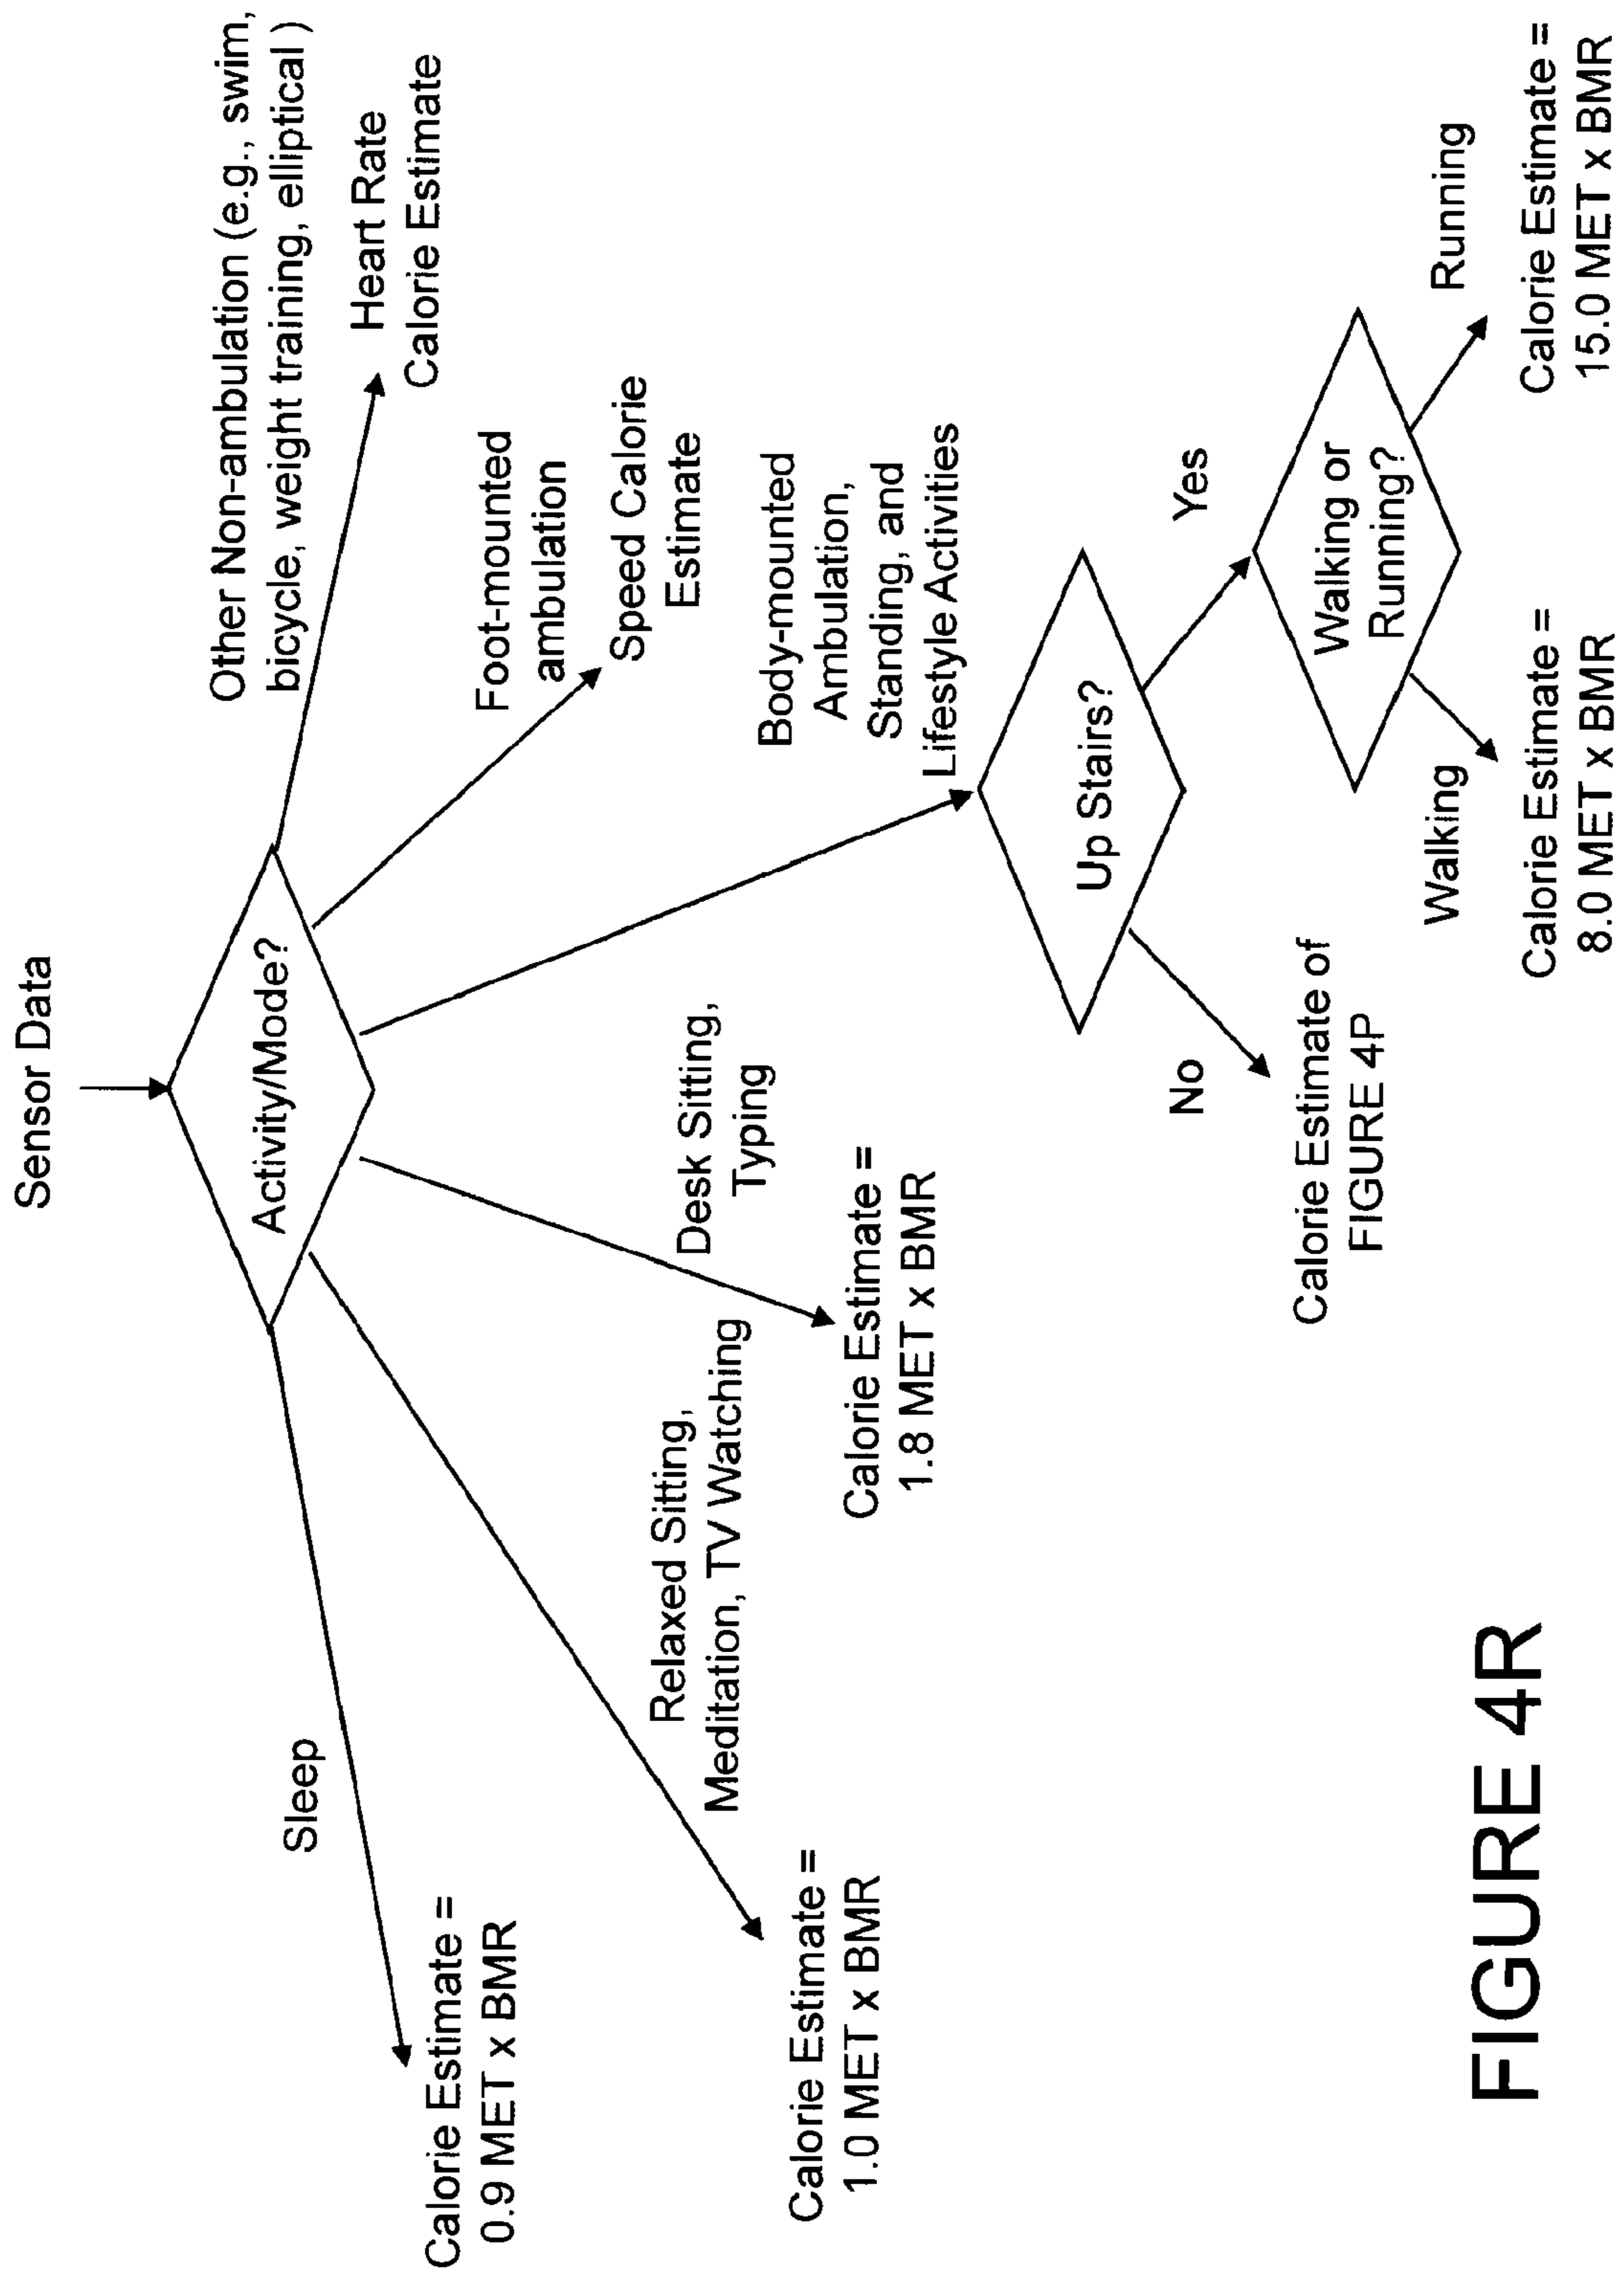 Sensor Data
Activity/Mode?
Sleep
Calorie Estimate =
0.9 MET x BMR
Relaxed Sitting,
Meditation, TV Watching
Calorie Estimate =
1.0 MET x BMR
Desk Sitting,
Typing
Calorie Estimate =
1.8 MET x BMR
Body-mounted
Ambulation,
Standing, and
Lifestyle Activities
Foot-mounted
ambulation
Speed Calorie
Estimate
Other Non-ambulation (e.g., swim,
bicycle, weight training, elliptical )
Heart Rate
Calorie Estimate
Up Stairs?
No
Calorie Estimate of
FIGURE 4P
Yes
Walking or
Running?
Walking
Calorie Estimate =
8.0 MET x BMR
Running
Calorie Estimate =
15.0 MET x BMR
FIGURE 4R